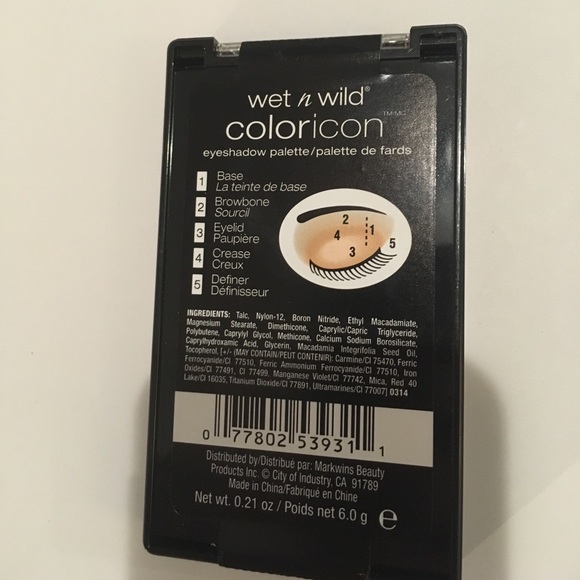 wet n wild®
coloricon™/MC
eyeshadow palette/palette de fards
1 Base
La teinte de base
2 Browbone
Sourcil
3 Eyelid
Paupière
4 Crease
Creux
5 Definer
Définisseur
2
4 1
3 5
INGREDIENTS: Talc, Nylon-12, Boron Nitride, Ethyl Macadamiate,
Magnesium Stearate, Dimethicone, Caprylic/Capric Triglyceride,
Polybutene, Caprylyl Glycol, Methicone, Calcium Sodium Borosilicate,
Caprylhydroxamic Acid, Glycerin, Macadamia Integrifolia Seed Oil,
Tocopherol. [+/- (MAY CONTAIN/PEUT CONTENIR): Carmine/CI 75470, Ferric
Ferrocyanide/CI 77510, Ferric Ammonium Ferrocyanide/CI 77510, Iron
Oxides/CI 77491, CI 77499, Manganese Violet/CI 77742, Mica, Red 40
Lake/CI 16035, Titanium Dioxide/CI 77891, Ultramarines/CI 77007] 0314
0 77802 53931 1
Distributed by/Distribué par: Markwins Beauty
Products Inc. © City of Industry, CA 91789
Made in China/Fabriqué en Chine
Net wt. 0.21 oz / Poids net 6.0 g e